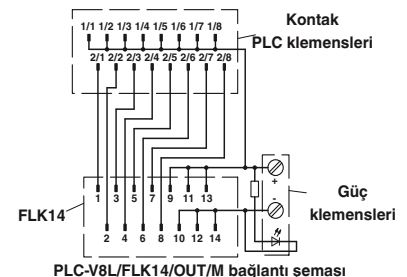 Kontak
PLC klemensleri
1/1 1/2 1/3 1/4 1/5 1/6 1/7 1/8
2/1 2/2 2/3 2/4 2/5 2/6 2/7 2/8
1 3 5 7 9 11 13
+
-
Güç
klemensleri
FLK14
2 4 6 8 10 12 14
PLC-V8L/FLK14/OUT/M bağlantı şeması